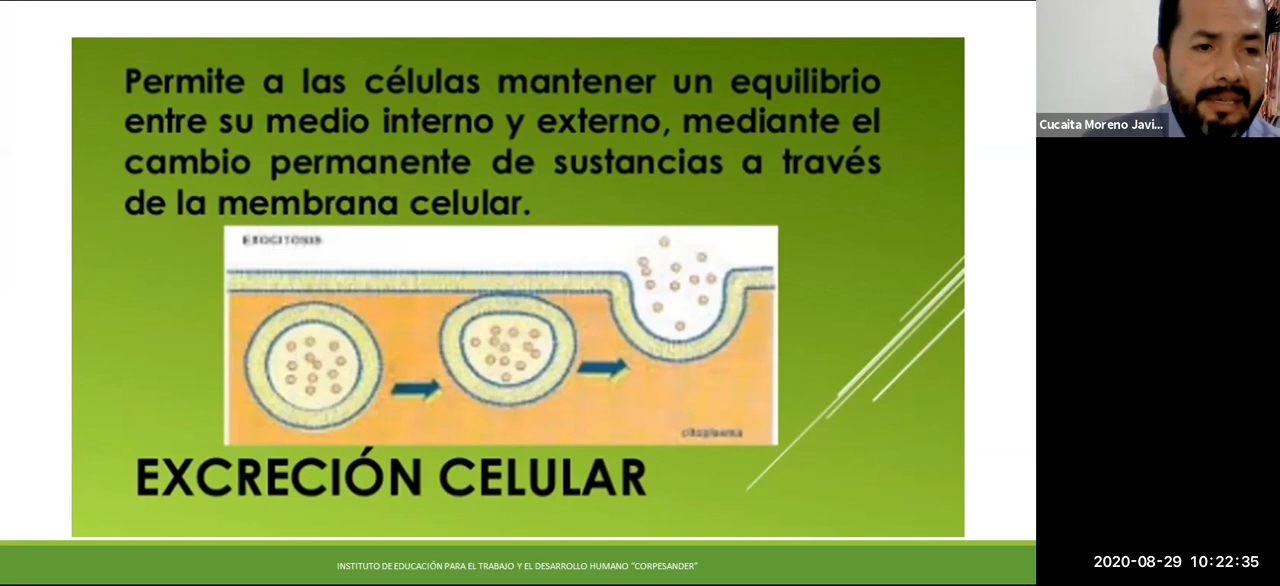 Permite a las células mantener un equilibrio
entre su medio interno y externo, mediante el
cambio permanente de sustancias a través
de la membrana celular.
EXOCITOSIS
citoplasma
EXCRECIÓN CELULAR
INSTITUTO DE EDUCACIÓN PARA EL TRABAJO Y EL DESARROLLO HUMANO "CORPESANDER"
Cucaita Moreno Javi...
2020-08-29 10:22:35